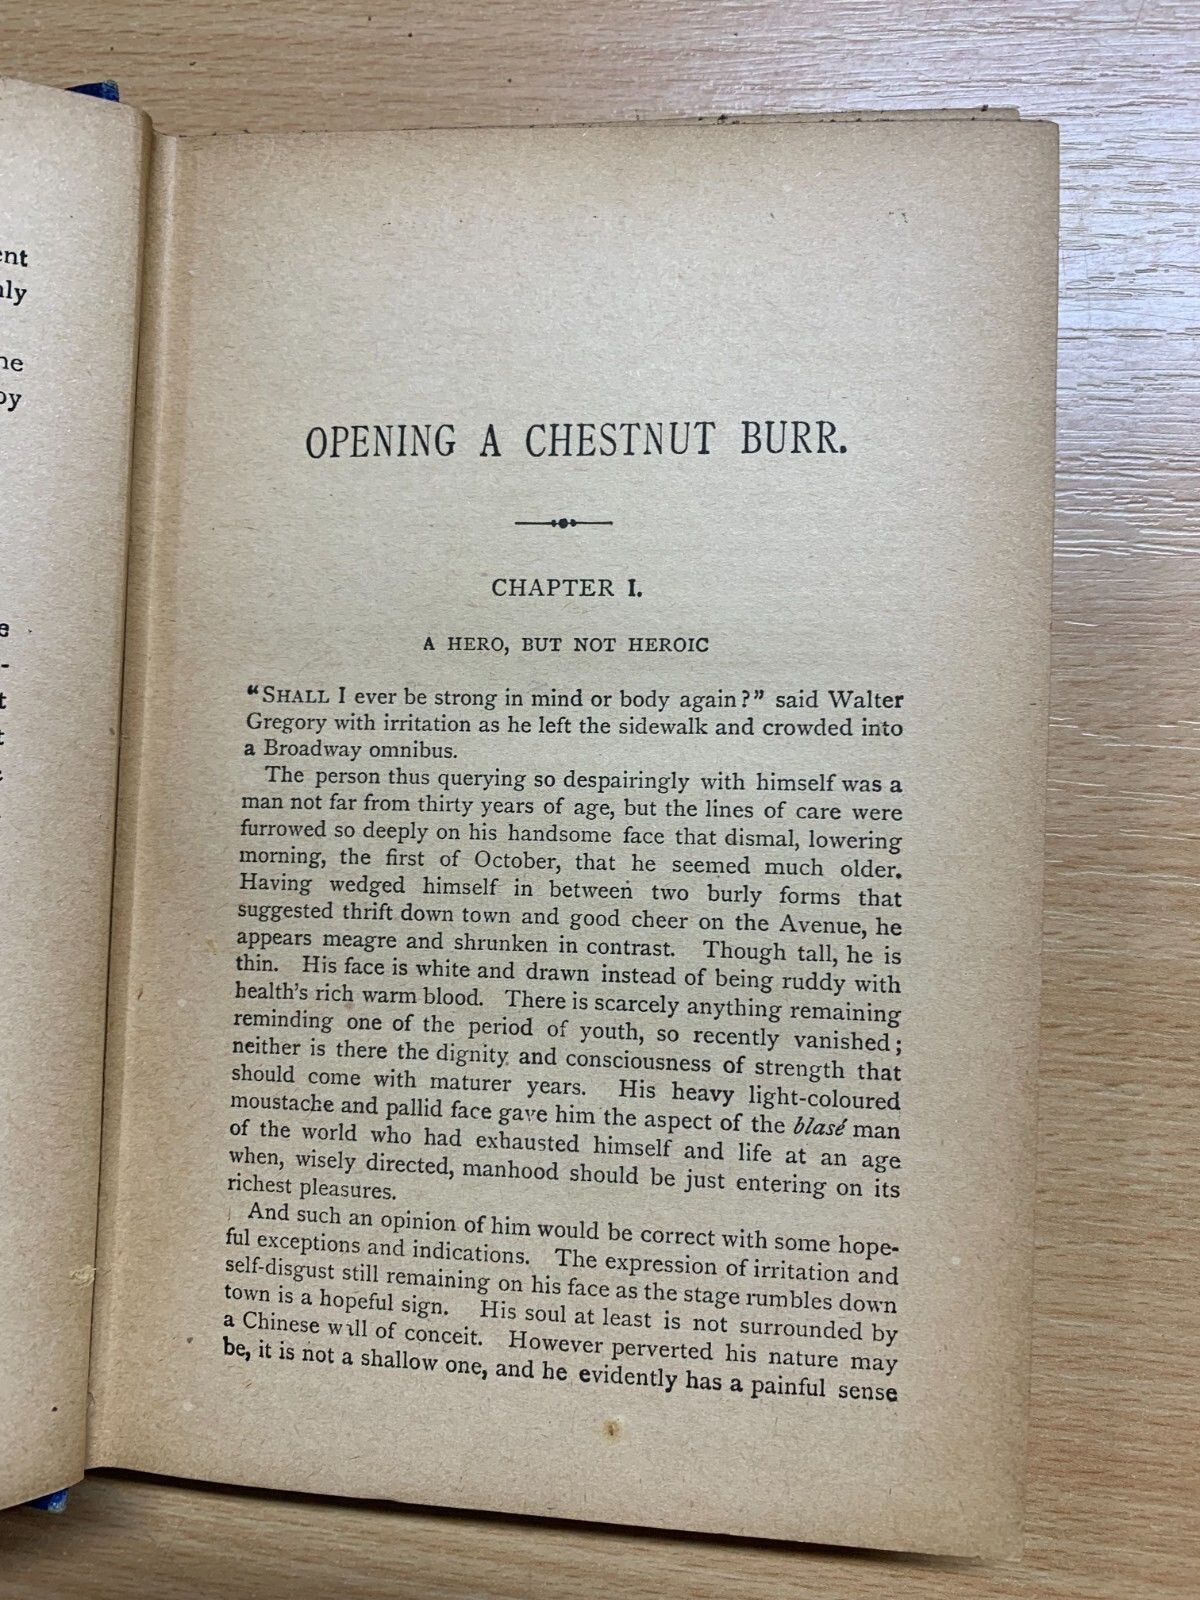 ent
nly
he
by
e
-
t
t
OPENING A CHESTNUT BURR.
CHAPTER I.
A HERO, BUT NOT HEROIC
"SHALL I ever be strong in mind or body again?" said Walter
Gregory with irritation as he left the sidewalk and crowded into
a Broadway omnibus.
The person thus querying so despairingly with himself was a
man not far from thirty years of age, but the lines of care were
furrowed so deeply on his handsome face that dismal, lowering
morning, the first of October, that he seemed much older.
Having wedged himself in between two burly forms that
suggested thrift down town and good cheer on the Avenue, he
appears meagre and shrunken in contrast. Though tall, he is
thin. His face is white and drawn instead of being ruddy with
health's rich warm blood. There is scarcely anything remaining
reminding one of the period of youth, so recently vanished;
neither is there the dignity and consciousness of strength that
should come with maturer years. His heavy light-coloured
moustache and pallid face gave him the aspect of the blasé man
of the world who had exhausted himself and life at an age
when, wisely directed, manhood should be just entering on its
richest pleasures.
And such an opinion of him would be correct with some hope-
ful exceptions and indications. The expression of irritation and
self-disgust still remaining on his face as the stage rumbles down
town is a hopeful sign. His soul at least is not surrounded by
a Chinese wall of conceit. However perverted his nature may
be, it is not a shallow one, and he evidently has a painful sense